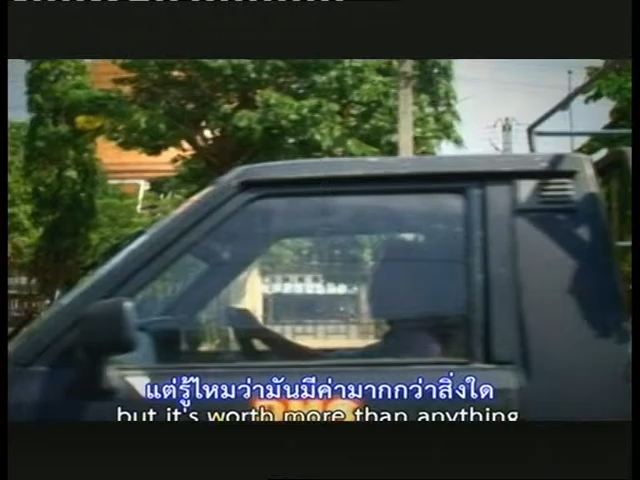 แต่รู้ไหมว่ามันมีค่ามากกว่าสิ่งใด
but it's worth more than anything